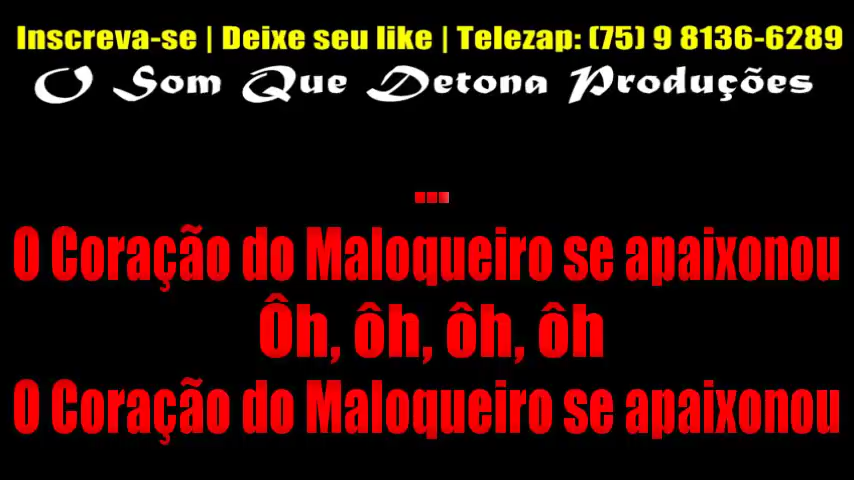 Inscreva-se | Deixe seu like | Telezap: (75) 9 8136-6289
O Som Que Detona Produções
...
O Coração do Maloqueiro se apaixonou
Ôh, ôh, ôh, ôh
O Coração do Maloqueiro se apaixonou